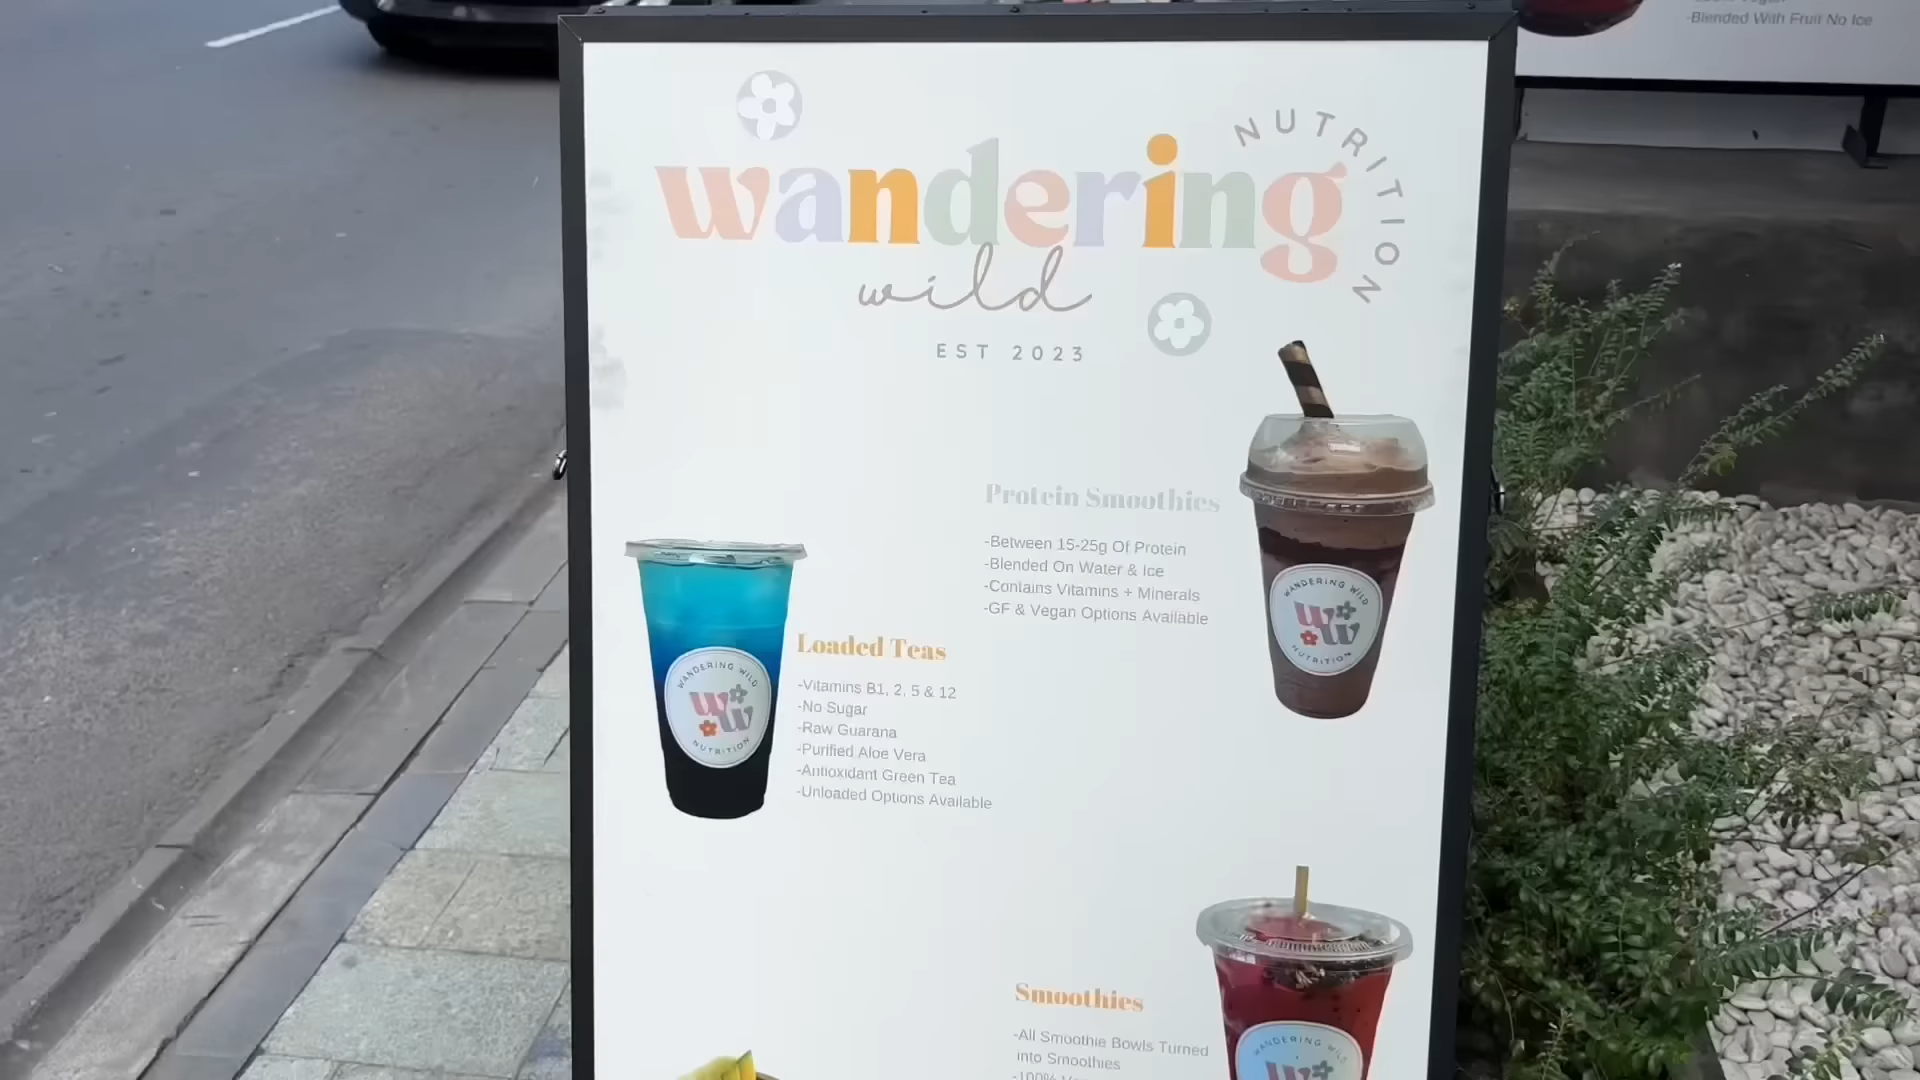 -Blended With Fruit No Ice
wandering
NUTRITION
wild
EST 2023
Protein Smoothies
-Between 15-25g Of Protein
-Blended On Water & Ice
-Contains Vitamins + Minerals
-GF & Vegan Options Available
WANDERING WILD
ww
NUTRITION
Loaded Teas
-Vitamins B1, 2, 5 & 12
-No Sugar
-Raw Guarana
-Purified Aloe Vera
-Antioxidant Green Tea
-Unloaded Options Available
WANDERING WILD
ww
NUTRITION
Smoothies
-All Smoothie Bowls Turned
into Smoothies
-100%
WANDERING WILD